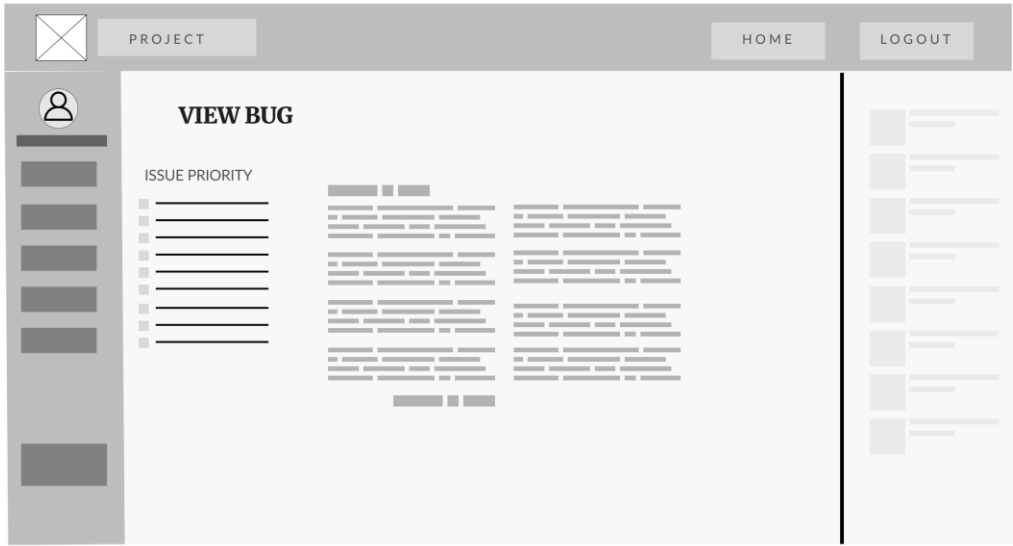 PROJECT
HOME
LOGOUT
VIEW BUG
ISSUE PRIORITY